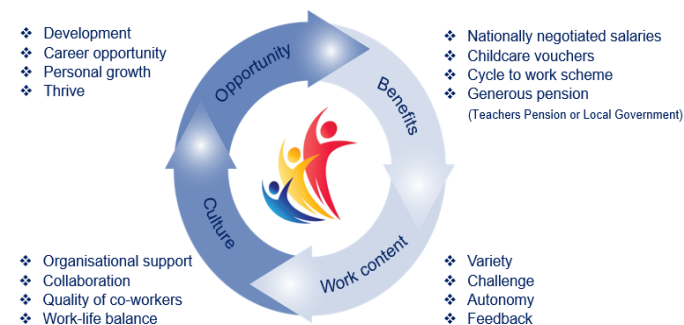 ❖ Development
❖ Career opportunity
❖ Personal growth
❖ Thrive
Opportunity
Benefits
❖ Nationally negotiated salaries
❖ Childcare vouchers
❖ Cycle to work scheme
❖ Generous pension
(Teachers Pension or Local Government)
Culture
Work content
❖ Organisational support
❖ Collaboration
❖ Quality of co-workers
❖ Work-life balance
❖ Variety
❖ Challenge
❖ Autonomy
❖ Feedback